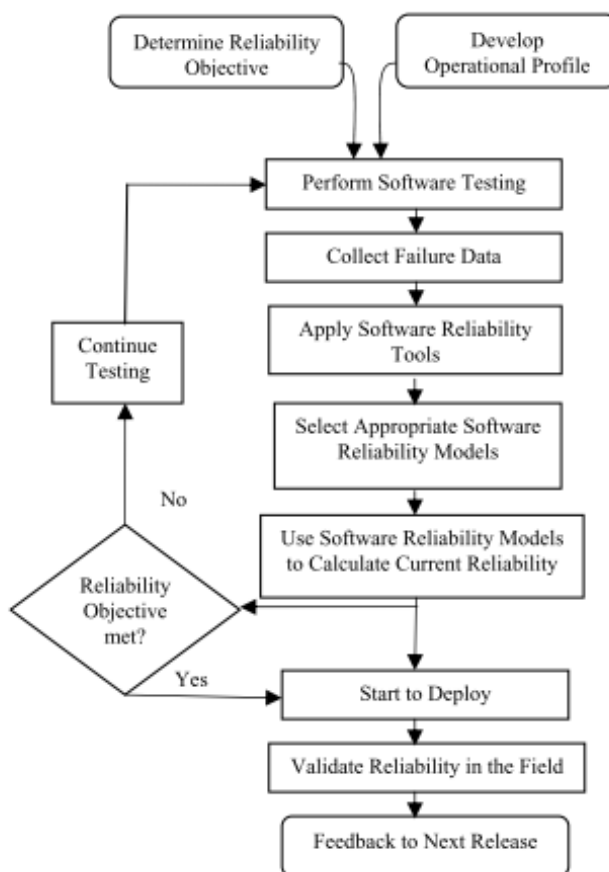 Determine Reliability
Objective
Develop
Operational Profile
Perform Software Testing
Collect Failure Data
Apply Software Reliability
Tools
Continue
Testing
Select Appropriate Software
Reliability Models
No
Use Software Reliability Models
to Calculate Current Reliability
Reliability
Objective
met?
Yes
Start to Deploy
Validate Reliability in the Field
Feedback to Next Release